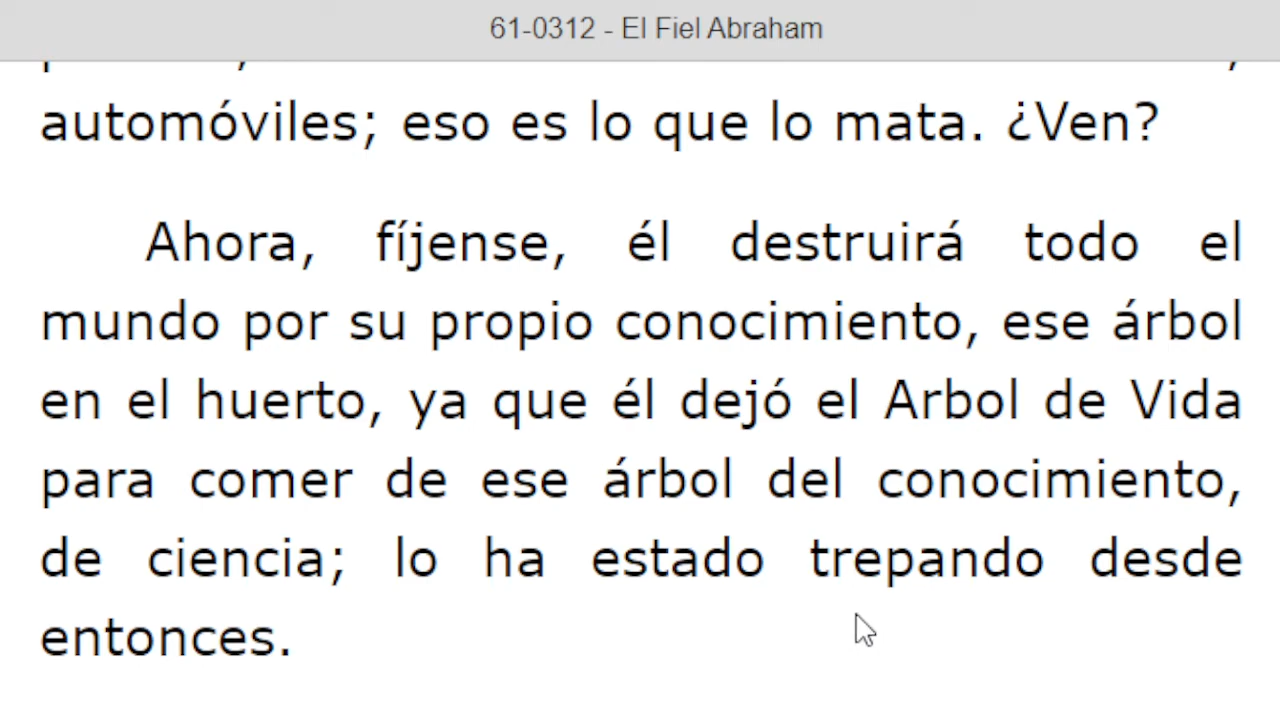 61-0312 - El Fiel Abraham
automóviles; eso es lo que lo mata. ¿Ven?
Ahora, fíjense, él destruirá todo el
mundo por su propio conocimiento, ese árbol
en el huerto, ya que él dejó el Arbol de Vida
para comer de ese árbol del conocimiento,
de ciencia; lo ha estado trepando desde
entonces.